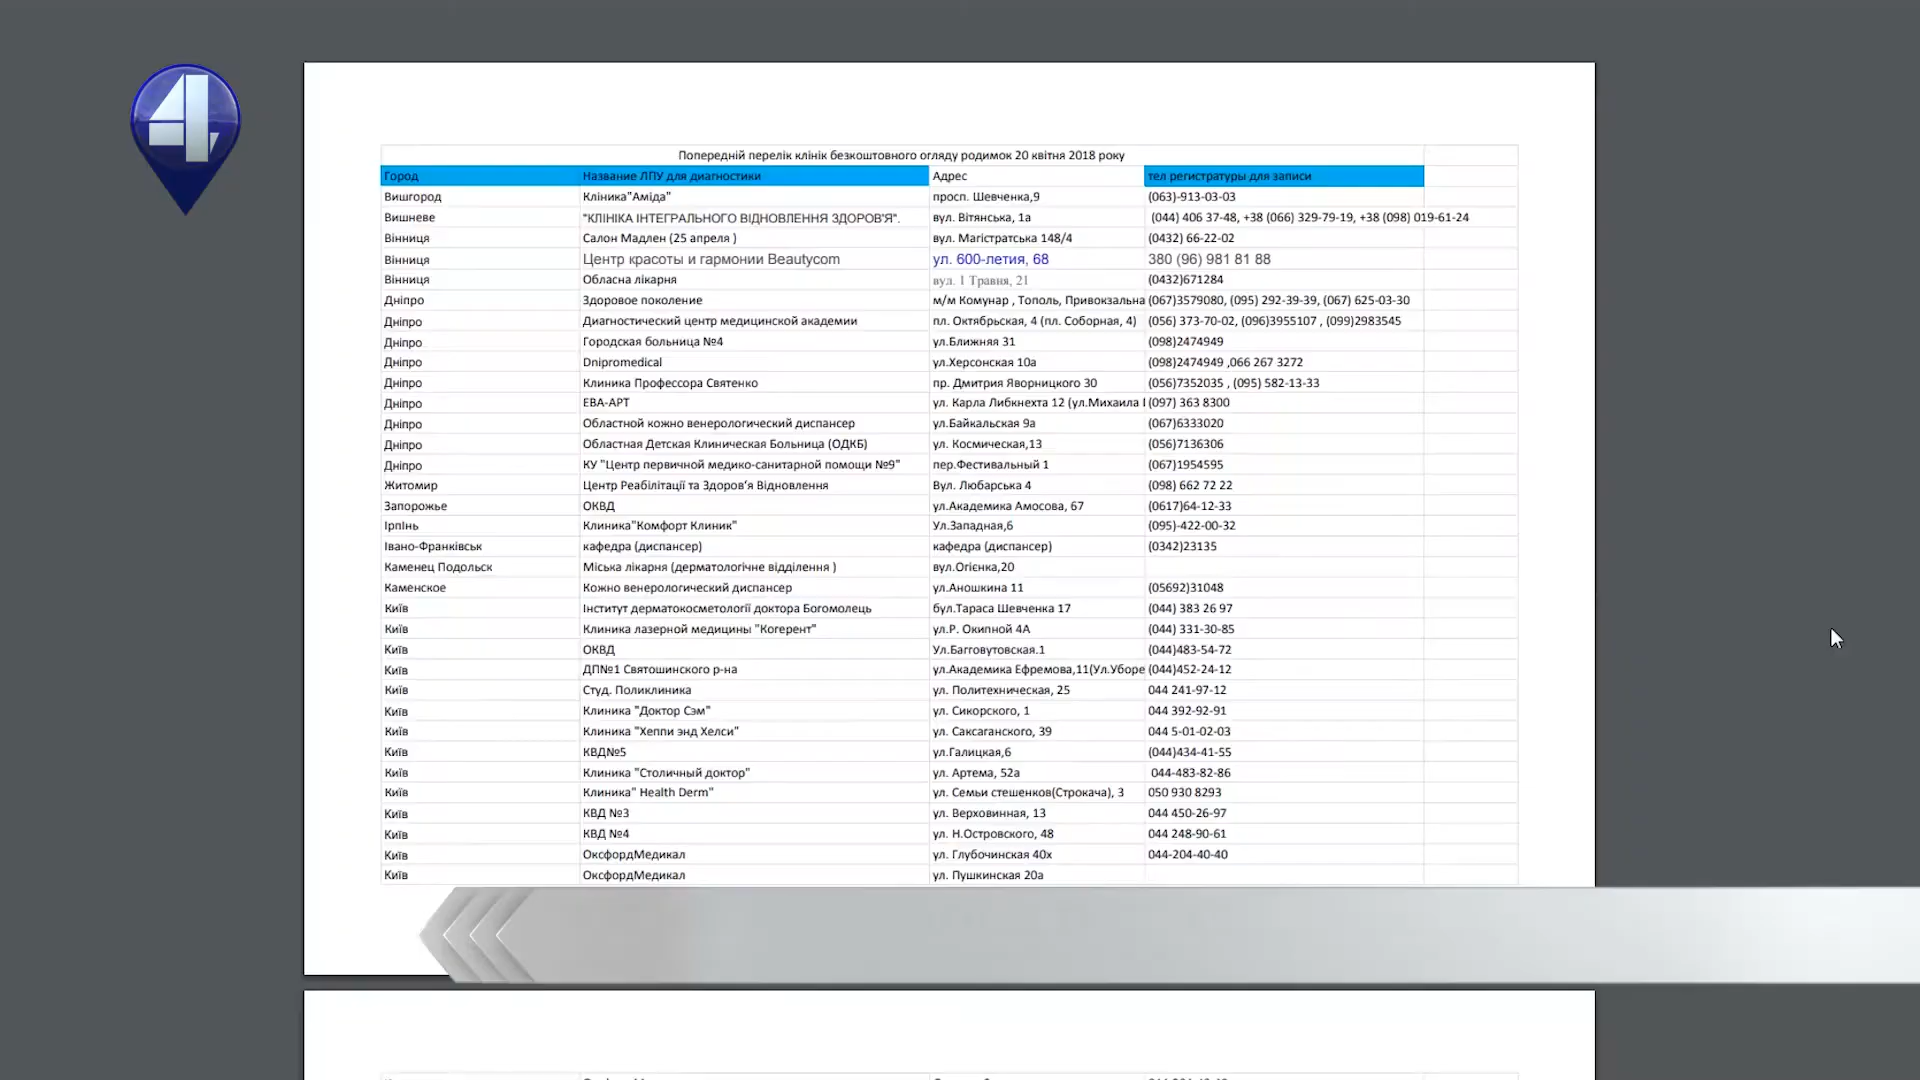 4
Попередній перелік клінік безкоштовного огляду родимок 20 квітня 2018 року
Город Название ЛПУ для диагностики Адрес тел регистратуры для записи
Вишгород Клініка"Аміда" просп. Шевченка,9 (063)-913-03-03
Вишневе "КЛІНІКА ІНТЕГРАЛЬНОГО ВІДНОВЛЕННЯ ЗДОРОВ'Я". вул. Вітянська, 1а (044) 406 37-48, +38 (066) 329-79-19, +38 (098) 019-61-24
Вінниця Салон Мадлен (25 апреля ) вул. Магістратська 148/4 (0432) 66-22-02
Вінниця Центр красоты и гармонии Beautycom ул. 600-летия, 68 380 (96) 981 81 88
Вінниця Обласна лікарня вул. 1 Травня, 21 (0432)671284
Дніпро Здоровое поколение м/м Комунар , Тополь, Привокзальна (067)3579080, (095) 292-39-39, (067) 625-03-30
Дніпро Диагностический центр медицинской академии пл. Октябрьская, 4 (пл. Соборная, 4) (056) 373-70-02, (096)3955107 , (099)2983545
Дніпро Городская больница №4 ул.Ближняя 31 (098)2474949
Дніпро Dnipromedical ул.Херсонская 10а (098)2474949 ,066 267 3272
Дніпро Клиника Профессора Святенко пр. Дмитрия Яворницкого 30 (056)7352035 , (095) 582-13-33
Дніпро ЕВА-АРТ ул. Карла Либкнехта 12 (ул.Михаила (097) 363 8300
Дніпро Областной кожно венерологический диспансер ул.Байкальская 9а (067)6333020
Дніпро Областная Детская Клиническая Больница (ОДКБ) ул. Космическая,13 (056)7136306
Дніпро КУ "Центр первичной медико-санитарной помощи №9" пер.Фестивальный 1 (067)1954595
Житомир Центр Реабілітації та Здоров'я Відновлення Вул. Любарська 4 (098) 662 72 22
Запорожье ОКВД ул.Академика Амосова, 67 (0617)64-12-33
Ірпінь Клиника"Комфорт Клиник" Ул.Западная,6 (095)-422-00-32
Івано-Франківськ кафедра (диспансер) кафедра (диспансер) (0342)23135
Каменец Подольск Міська лікарня (дерматологічне відділення ) вул.Огієнка,20
Каменское Кожно венерологический диспансер ул.Аношкина 11 (05692)31048
Київ Інститут дерматокосметології доктора Богомолець бул.Тараса Шевченка 17 (044) 383 26 97
Київ Клиника лазерной медицины "Когерент" ул.Р. Окипной 4А (044) 331-30-85
Київ ОКВД Ул.Багговутовская.1 (044)483-54-72
Київ ДП№1 Святошинского р-на ул.Академика Ефремова,11(Ул.Уборе (044)452-24-12
Київ Студ. Поликлиника ул. Политехническая, 25 044 241-97-12
Київ Клиника "Доктор Сэм" ул. Сикорского, 1 044 392-92-91
Київ Клиника "Хеппи энд Хелси" ул. Саксаганского, 39 044 5-01-02-03
Київ КВД№5 ул.Галицкая,6 (044)434-41-55
Київ Клиника "Столичный доктор" ул. Артема, 52а 044-483-82-86
Київ Клиника" Health Derm" ул. Семьи стешенков(Строкача), 3 050 930 8293
Київ КВД №3 ул. Верховинная, 13 044 450-26-97
Київ КВД №4 ул. Н.Островского, 48 044 248-90-61
Київ ОксфордМедикал ул. Глубочинская 40х 044-204-40-40
Київ ОксфордМедикал ул. Пушкинская 20а